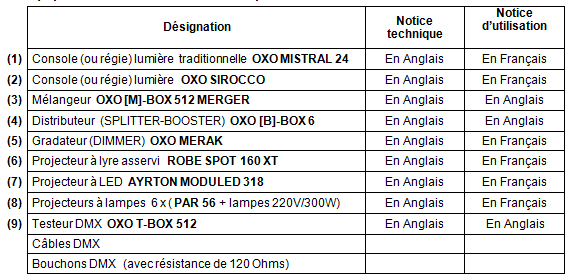 Désignation Notice technique Notice d'utilisation
(1) Console (ou régie) lumière traditionnelle OXO MISTRAL 24 En Anglais En Français
(2) Console (ou régie) lumière OXO SIROCCO En Anglais En Français
(3) Mélangeur OXO [M]-BOX 512 MERGER En Anglais En Anglais
(4) Distributeur (SPLITTER-BOOSTER) OXO [B]-BOX 6 En Anglais En Anglais
(5) Gradateur (DIMMER) OXO MERAK En Anglais En Français
(6) Projecteur à lyre asservi ROBE SPOT 160 XT En Anglais En Français
(7) Projecteur à LED AYRTON MODULED 318 En Anglais En Français
(8) Projecteurs à lampes 6 x ( PAR 56 + lampes 220V/300W) En Anglais En Français
(9) Testeur DMX OXO T-BOX 512 En Anglais En Anglais
Câbles DMX
Bouchons DMX (avec résistance de 120 Ohms)